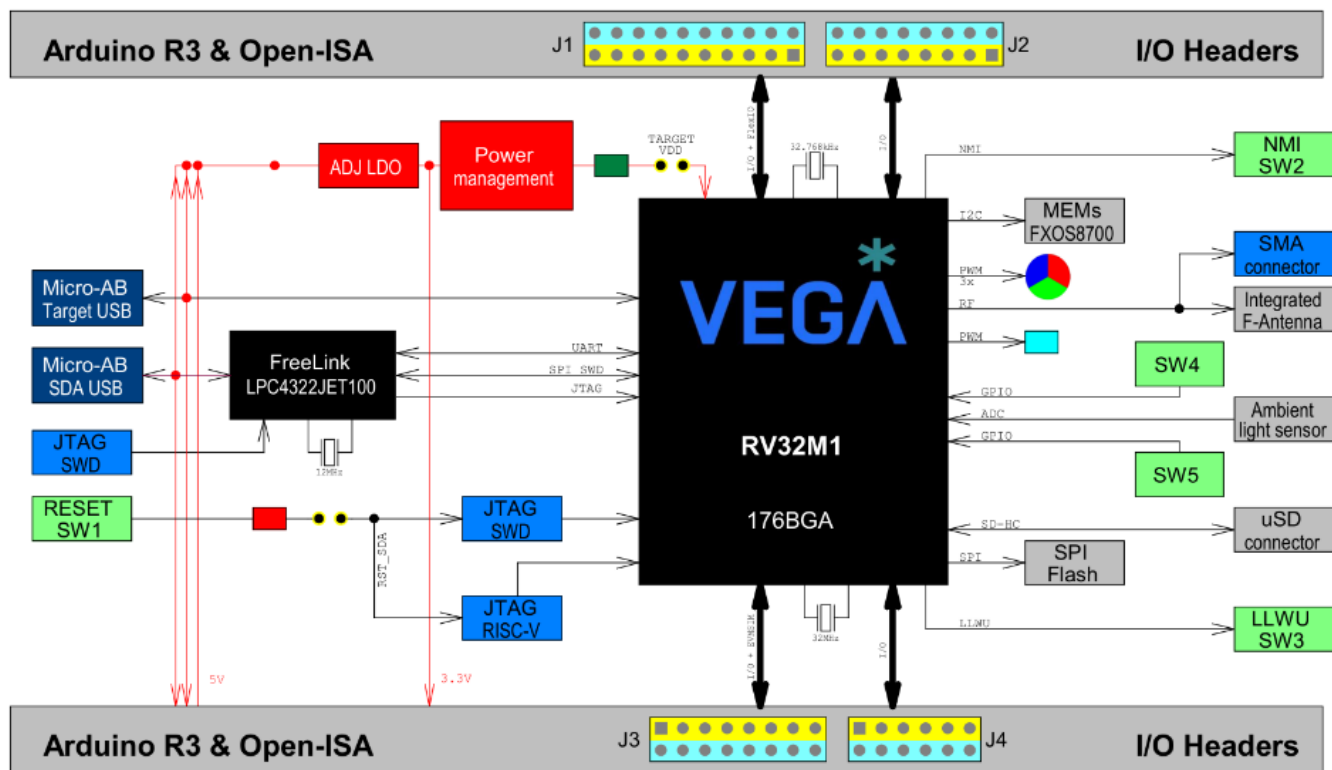 Arduino R3 & Open-ISA
J1
J2
I/O Headers
I/O + FlexIO
I/O
TARGET
VDD
32.768kHz
ADJ LDO
Power
management
NMI
NMI
SW2
I2C
MEMs
FXOS8700
PWM
3x
SMA
connector
RF
Integrated
F-Antenna
PWM
VEGA
Micro-AB
Target USB
Micro-AB
SDA USB
FreeLink
LPC4322JET100
UART
SPI SWD
JTAG
12MHz
JTAG
SWD
SW4
GPIO
ADC
GPIO
Ambient
light sensor
SW5
RV32M1
176BGA
RESET
SW1
RST_SDA
JTAG
SWD
JTAG
RISC-V
SD-HC
uSD
connector
SPI
SPI
Flash
32MHz
LLWU
LLWU
SW3
I/O + EVMSIM
I/O
5V
3.3V
Arduino R3 & Open-ISA
J3
J4
I/O Headers